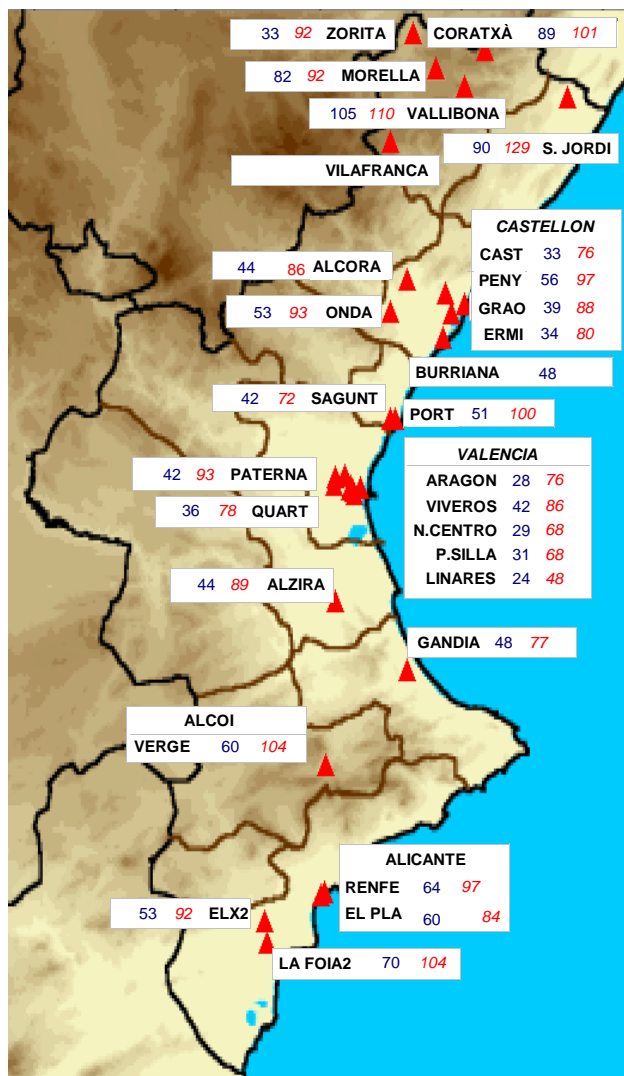 33 92 ZORITA
CORATXÀ 89 101
82 92 MORELLA
105 110 VALLIBONA
90 129 S. JORDI
VILAFRANCA
CASTELLON
CAST 33 76
PENY 56 97
GRAO 39 88
ERMI 34 80
44 86 ALCORA
53 93 ONDA
BURRIANA 48
42 72 SAGUNT
PORT 51 100
VALENCIA
ARAGON 28 76
VIVEROS 42 86
N.CENTRO 29 68
P.SILLA 31 68
LINARES 24 48
42 93 PATERNA
36 78 QUART
44 89 ALZIRA
GANDIA 48 77
ALCOI
VERGE 60 104
ALICANTE
RENFE 64 97
EL PLA 60 84
53 92 ELX2
LA FOIA2 70 104